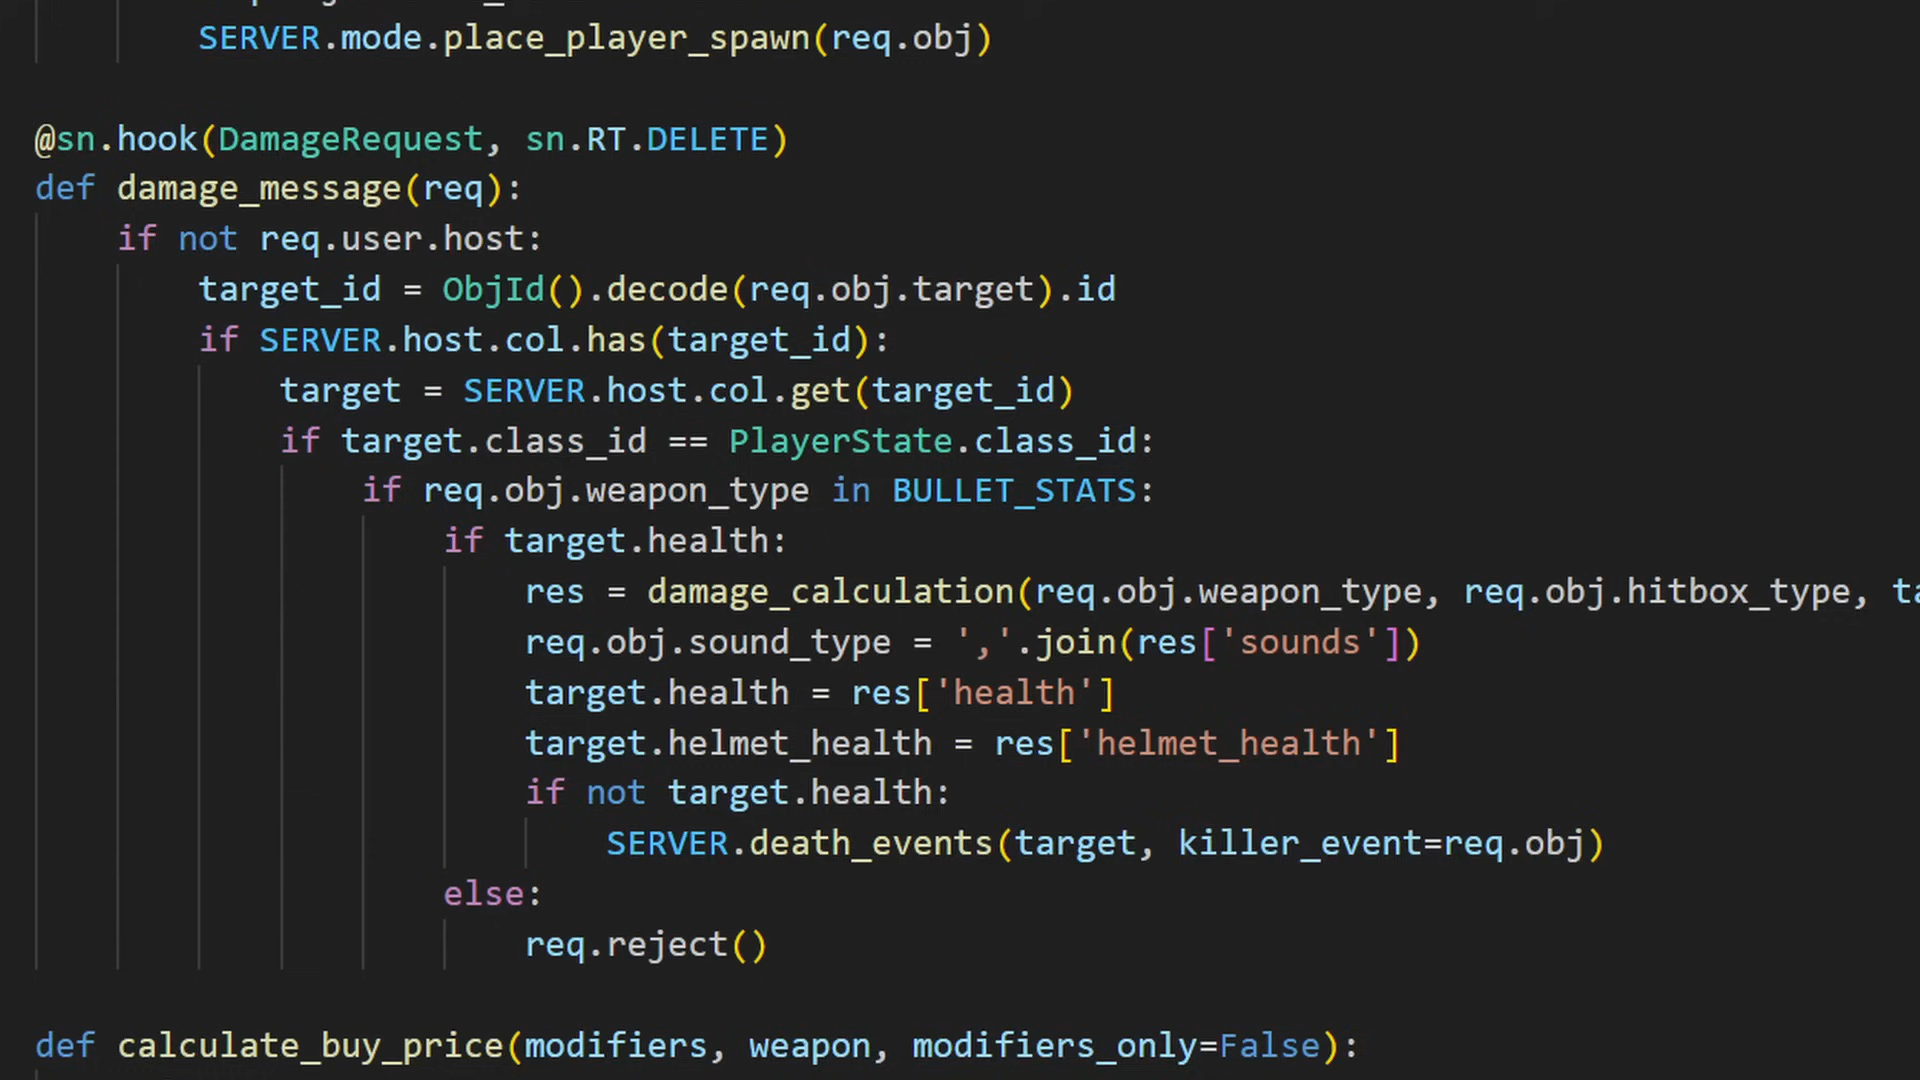 SERVER.mode.place_player_spawn(req.obj)
@sn.hook(DamageRequest, sn.RT.DELETE)
def damage_message(req):
if not req.user.host:
target_id = ObjId().decode(req.obj.target).id
if SERVER.host.col.has(target_id):
target = SERVER.host.col.get(target_id)
if target.class_id == PlayerState.class_id:
if req.obj.weapon_type in BULLET_STATS:
if target.health:
res = damage_calculation(req.obj.weapon_type, req.obj.hitbox_type,
req.obj.sound_type = ','.join(res['sounds'])
target.health = res['health']
target.helmet_health = res['helmet_health']
if not target.health:
SERVER.death_events(target, killer_event=req.obj)
else:
req.reject()
def calculate_buy_price(modifiers, weapon, modifiers_only=False):